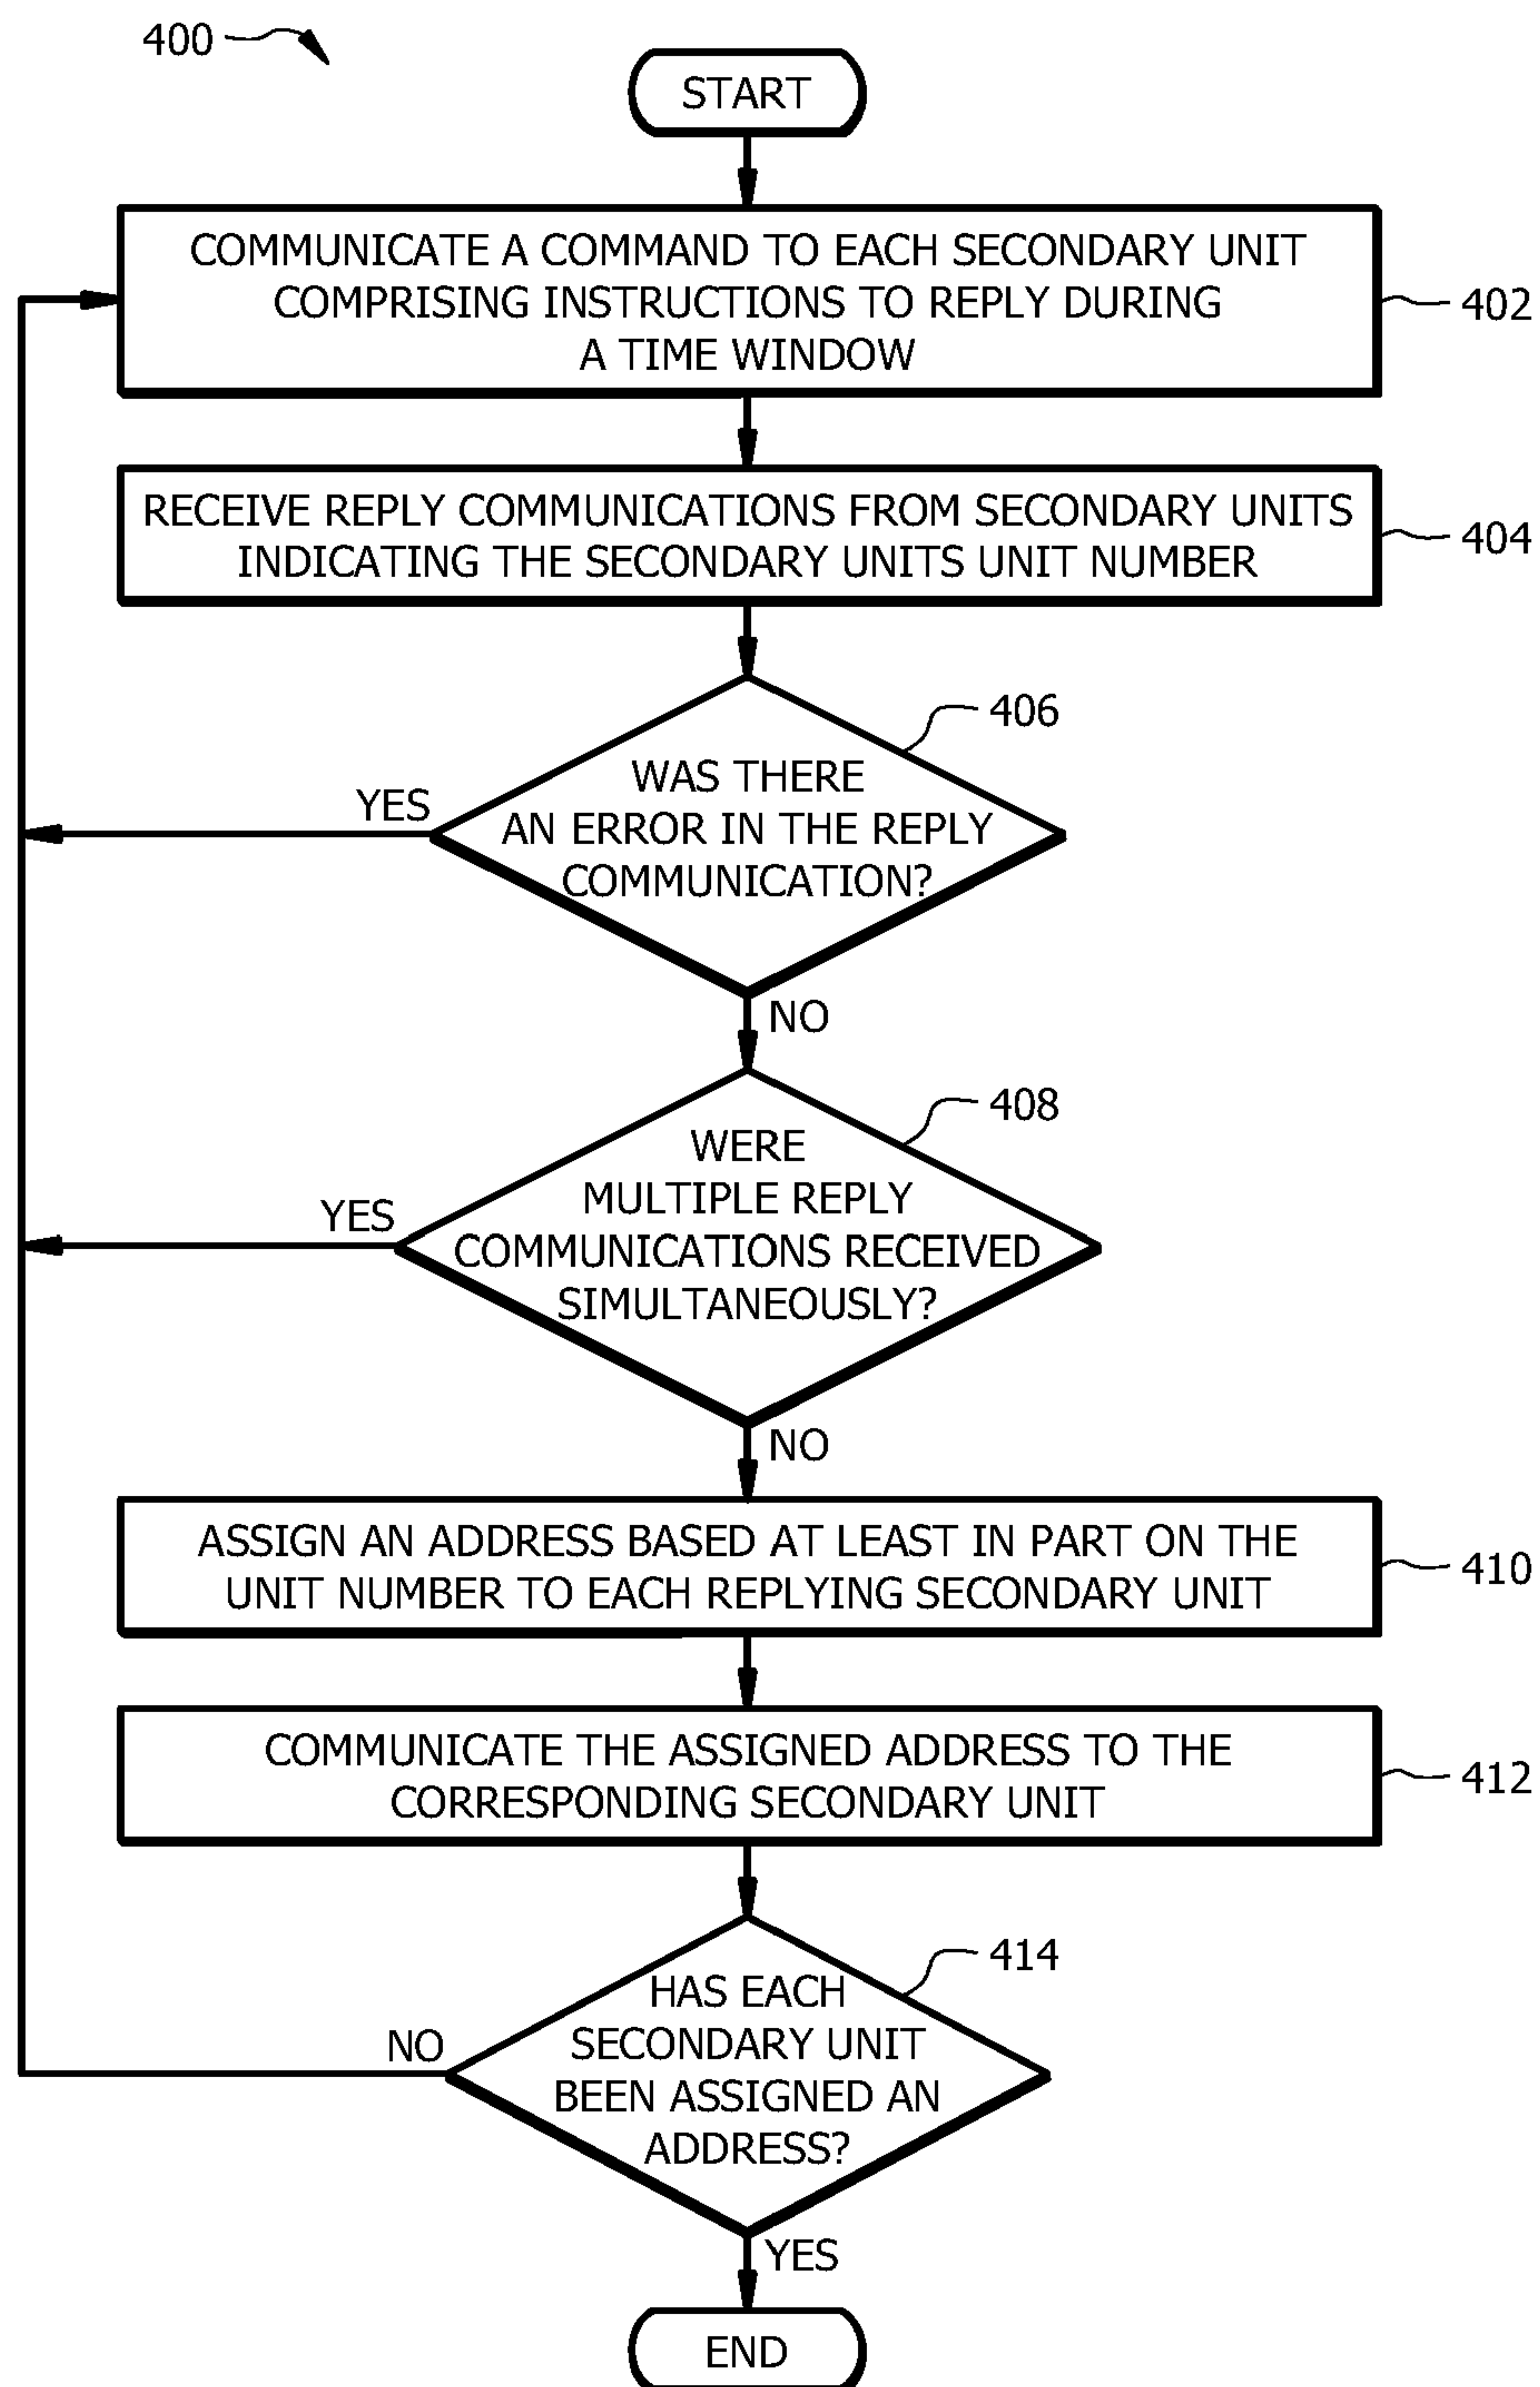 400
START
COMMUNICATE A COMMAND TO EACH SECONDARY UNIT
COMPRISING INSTRUCTIONS TO REPLY DURING
A TIME WINDOW
402
RECEIVE REPLY COMMUNICATIONS FROM SECONDARY UNITS
INDICATING THE SECONDARY UNITS UNIT NUMBER
404
406
WAS THERE
AN ERROR IN THE REPLY
COMMUNICATION?
YES
NO
408
WERE
MULTIPLE REPLY
COMMUNICATIONS RECEIVED
SIMULTANEOUSLY?
YES
NO
ASSIGN AN ADDRESS BASED AT LEAST IN PART ON THE
UNIT NUMBER TO EACH REPLYING SECONDARY UNIT
410
COMMUNICATE THE ASSIGNED ADDRESS TO THE
CORRESPONDING SECONDARY UNIT
412
414
HAS EACH
SECONDARY UNIT
BEEN ASSIGNED AN
ADDRESS?
NO
YES
END